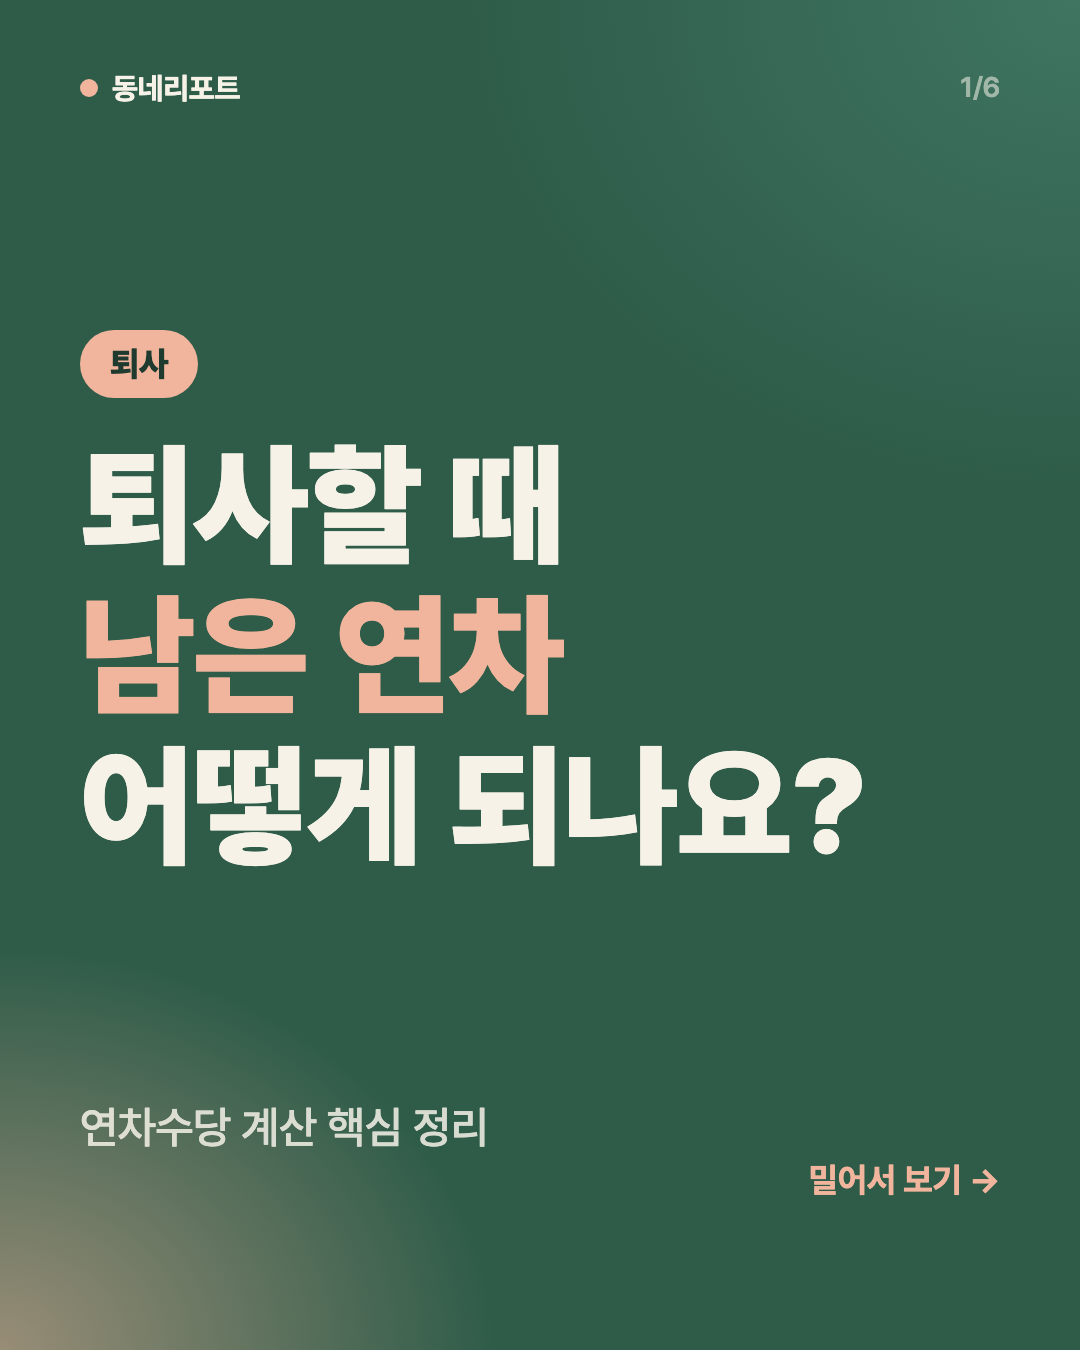 동네리포트
1/6
퇴사
퇴사할 때
남은 연차
어떻게 되나요?
연차수당 계산 핵심 정리
밀어서 보기 →